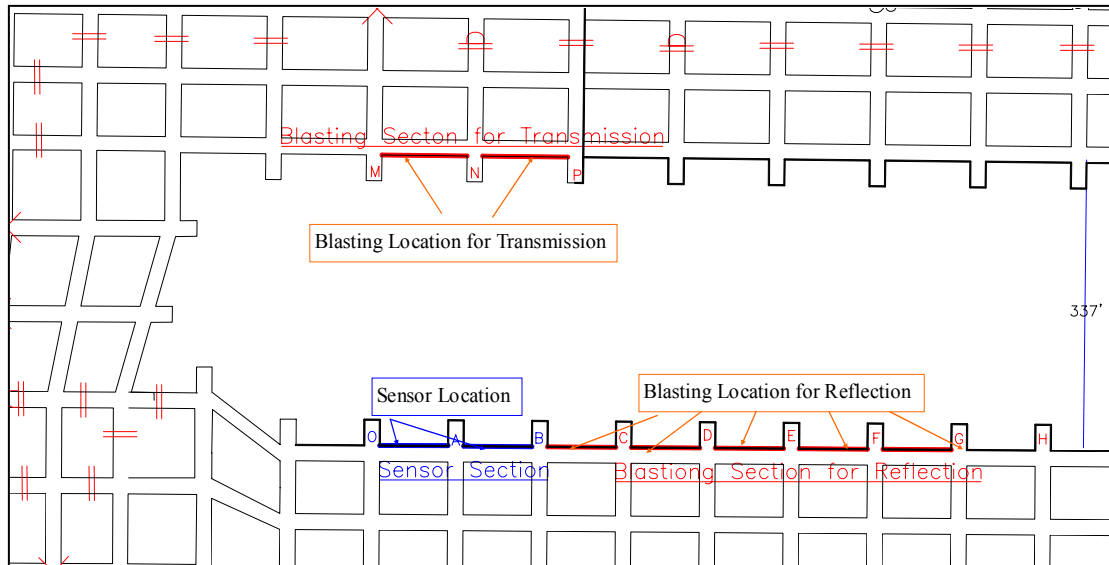 Blasting Secton for Transmission
M
N
P
Blasting Location for Transmission
337'
Sensor Location
Blasting Location for Reflection
O
A
B
C
D
E
F
G
H
Sensor Section
Blastiong Section for Reflection